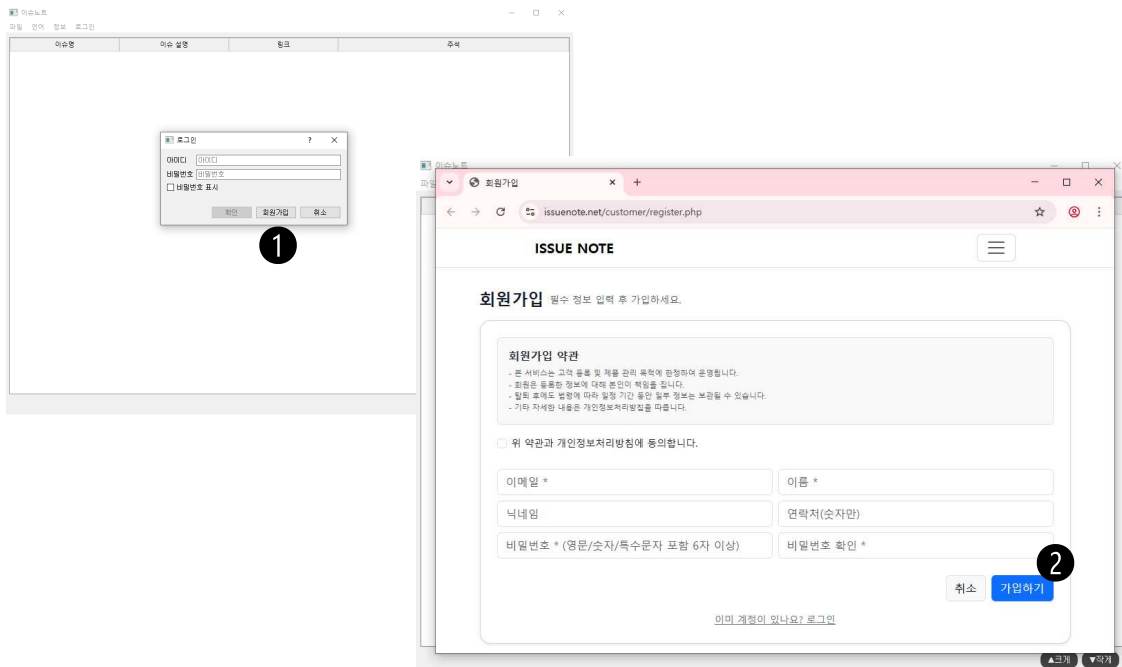 이슈노트
파일 언어 정보 로그인
이슈명 이슈 설명 링크 주석
로그인 ?
아이디 아이디
비밀번호 비밀번호
비밀번호 표시
확인 회원가입 취소
1
이슈노트
파일
회원가입
issuenote.net/customer/register.php
ISSUE NOTE
회원가입 필수 정보 입력 후 가입하세요.
회원가입 약관
- 본 서비스는 고객 등록 및 제품 관리 목적에 한정하여 운영됩니다.
- 회원은 등록한 정보에 대해 본인이 책임을 집니다.
- 탈퇴 후에도 법령에 따라 일정 기간 동안 일부 정보는 보관될 수 있습니다.
- 기타 자세한 내용은 개인정보처리방침을 따릅니다.
위 약관과 개인정보처리방침에 동의합니다.
이메일 * 이름 *
닉네임 연락처(숫자만)
비밀번호 * (영문/숫자/특수문자 포함 6자 이상) 비밀번호 확인 *
2
취소 가입하기
이미 계정이 있나요? 로그인
▲크게 ▼작게